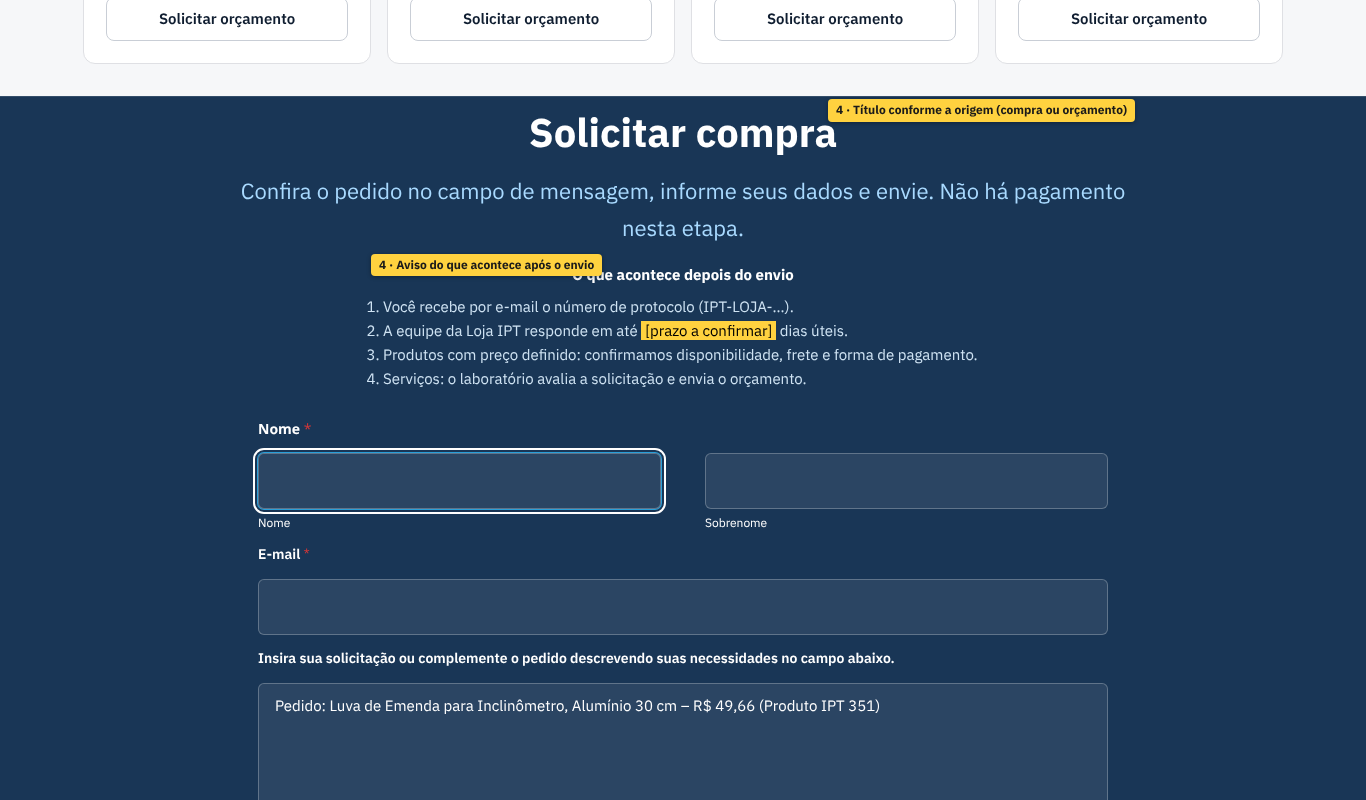 Solicitar orçamento
Solicitar orçamento
Solicitar orçamento
Solicitar orçamento
4 · Título conforme a origem (compra ou orçamento)
Solicitar compra
Confira o pedido no campo de mensagem, informe seus dados e envie. Não há pagamento
nesta etapa.
4 · Aviso do que acontece após o envio
O que acontece depois do envio
1. Você recebe por e-mail o número de protocolo (IPT-LOJA-...).
2. A equipe da Loja IPT responde em até [prazo a confirmar] dias úteis.
3. Produtos com preço definido: confirmamos disponibilidade, frete e forma de pagamento.
4. Serviços: o laboratório avalia a solicitação e envia o orçamento.
Nome *
Nome
Sobrenome
E-mail *
Insira sua solicitação ou complemente o pedido descrevendo suas necessidades no campo abaixo.
Pedido: Luva de Emenda para Inclinômetro, Alumínio 30 cm – R$ 49,66 (Produto IPT 351)